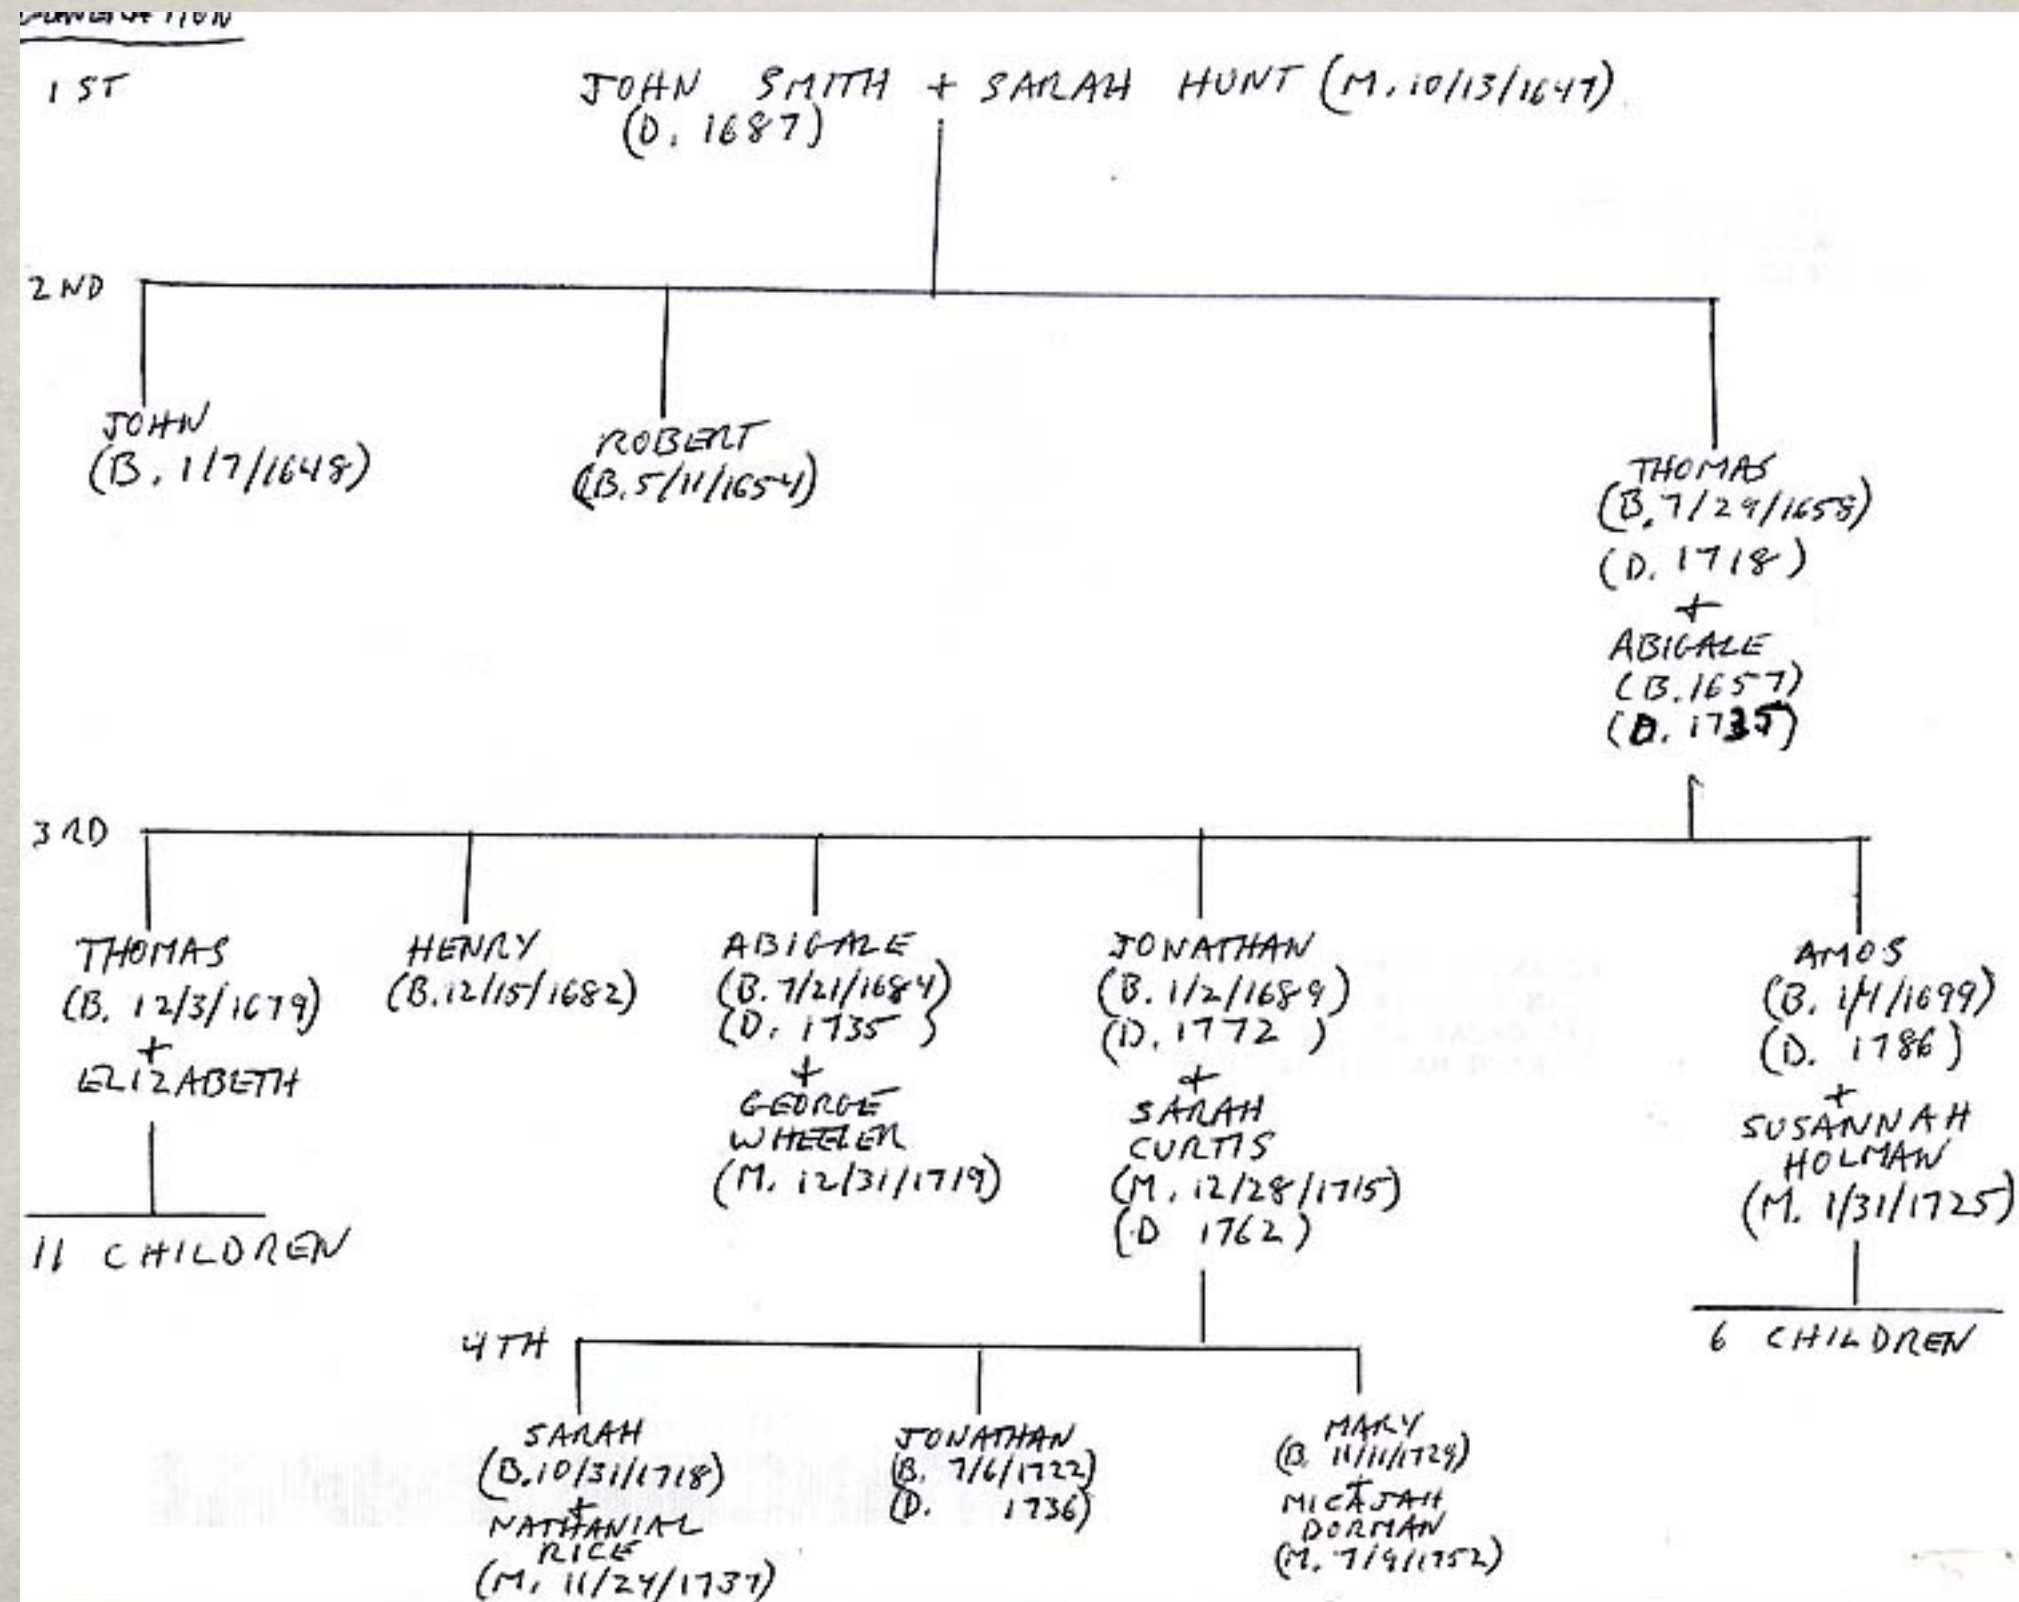 GENERATION
1ST
JOHN SMITH + SARAH HUNT (M. 10/13/1647)
(D. 1687)
2ND
JOHN
(B. 1/7/1648)
ROBERT
(B. 5/11/1654)
THOMAS
(B. 7/29/1658)
(D. 1718)
+
ABIGALE
(B. 1657)
(D. 1735)
3RD
THOMAS
(B. 12/3/1679)
+
ELIZABETH
11 CHILDREN
HENRY
(B. 12/15/1682)
ABIGALE
(B. 7/21/1684)
(D. 1735)
+
GEORGE
WHEELER
(M. 12/31/1719)
JONATHAN
(B. 1/2/1689)
(D. 1772)
+
SARAH
CURTIS
(M. 12/28/1715)
(D 1762)
AMOS
(B. 1/4/1699)
(D. 1786)
+
SUSANNAH
HOLMAN
(M. 1/31/1725)
6 CHILDREN
4TH
SARAH
(B. 10/31/1718)
+
NATHANIAL
RICE
(M. 11/24/1737)
JONATHAN
(B. 7/6/1722)
(D. 1736)
MARY
(B. 11/11/1729)
+
MICAJAH
DORMAN
(M. 7/9/1752)